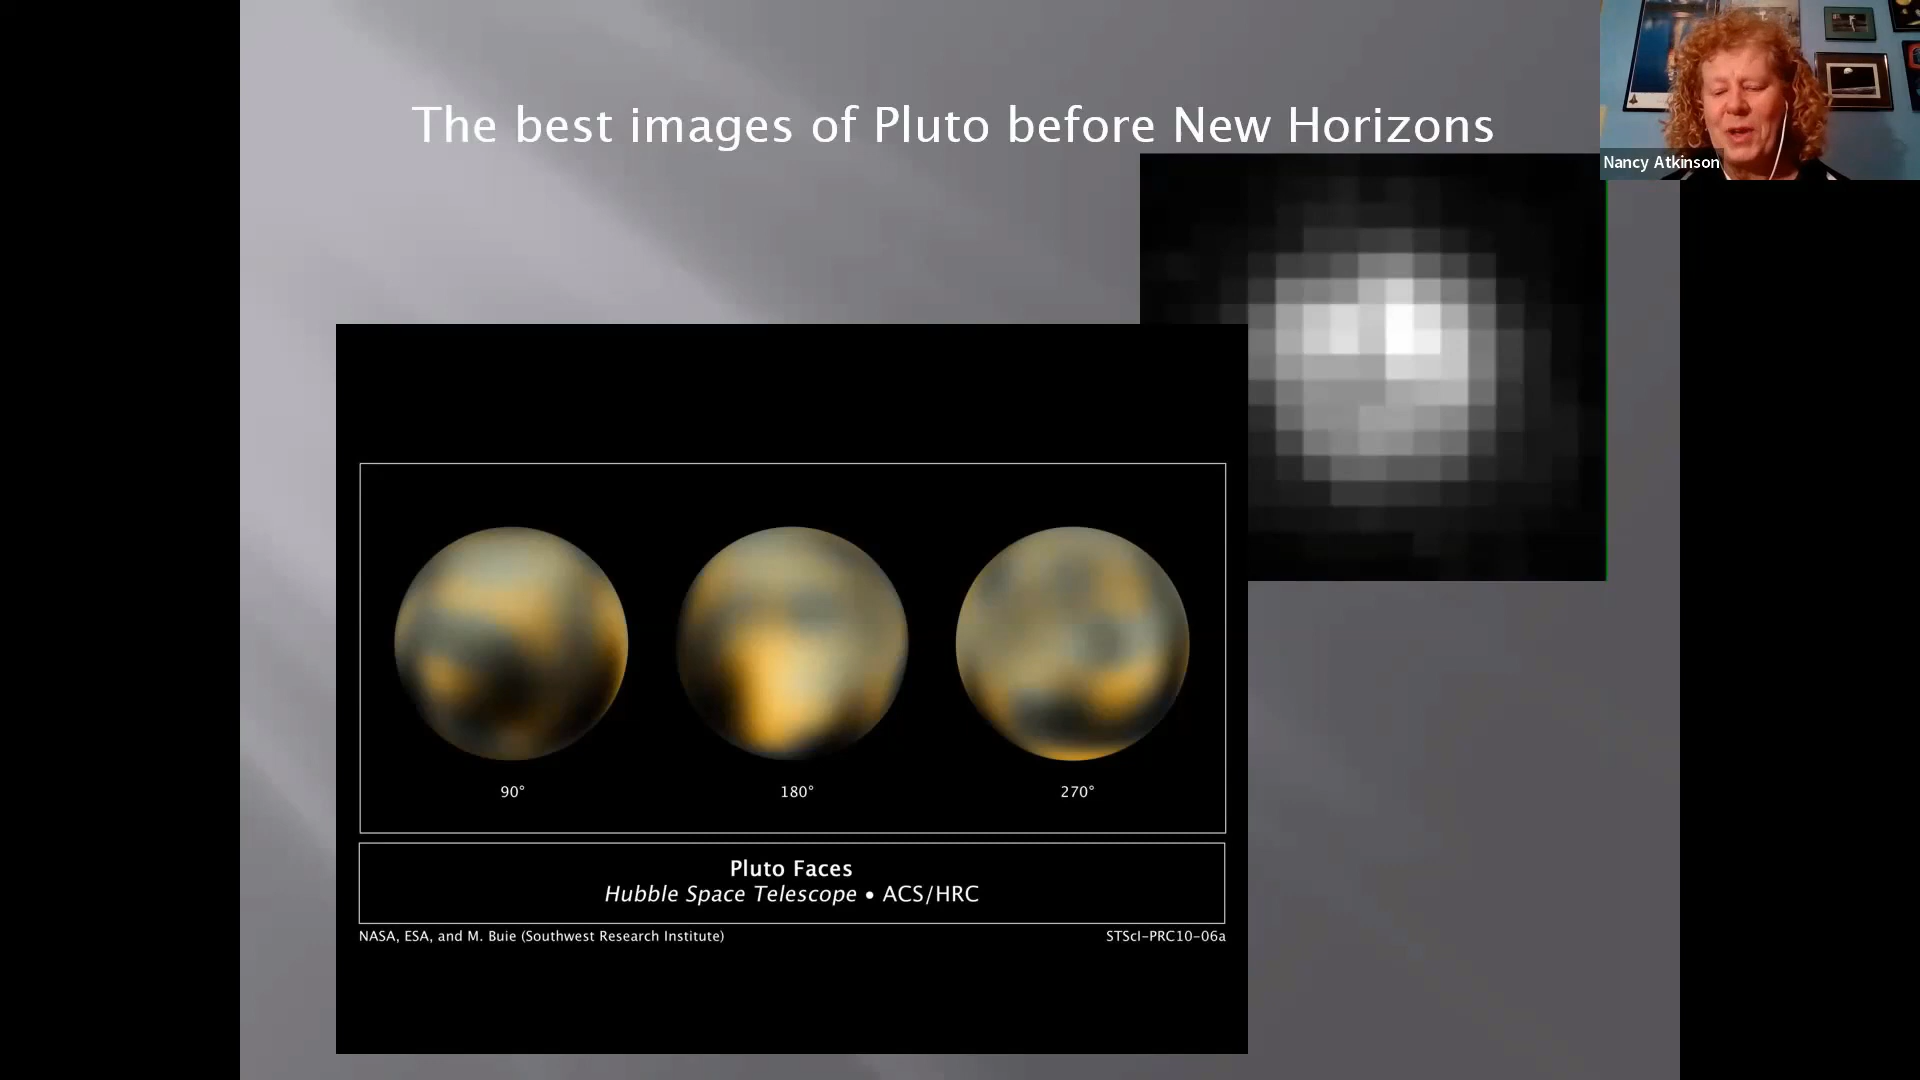 The best images of Pluto before New Horizons
Nancy Atkinson
90°
180°
270°
Pluto Faces
Hubble Space Telescope • ACS/HRC
NASA, ESA, and M. Buie (Southwest Research Institute)
STScI-PRC10-06a